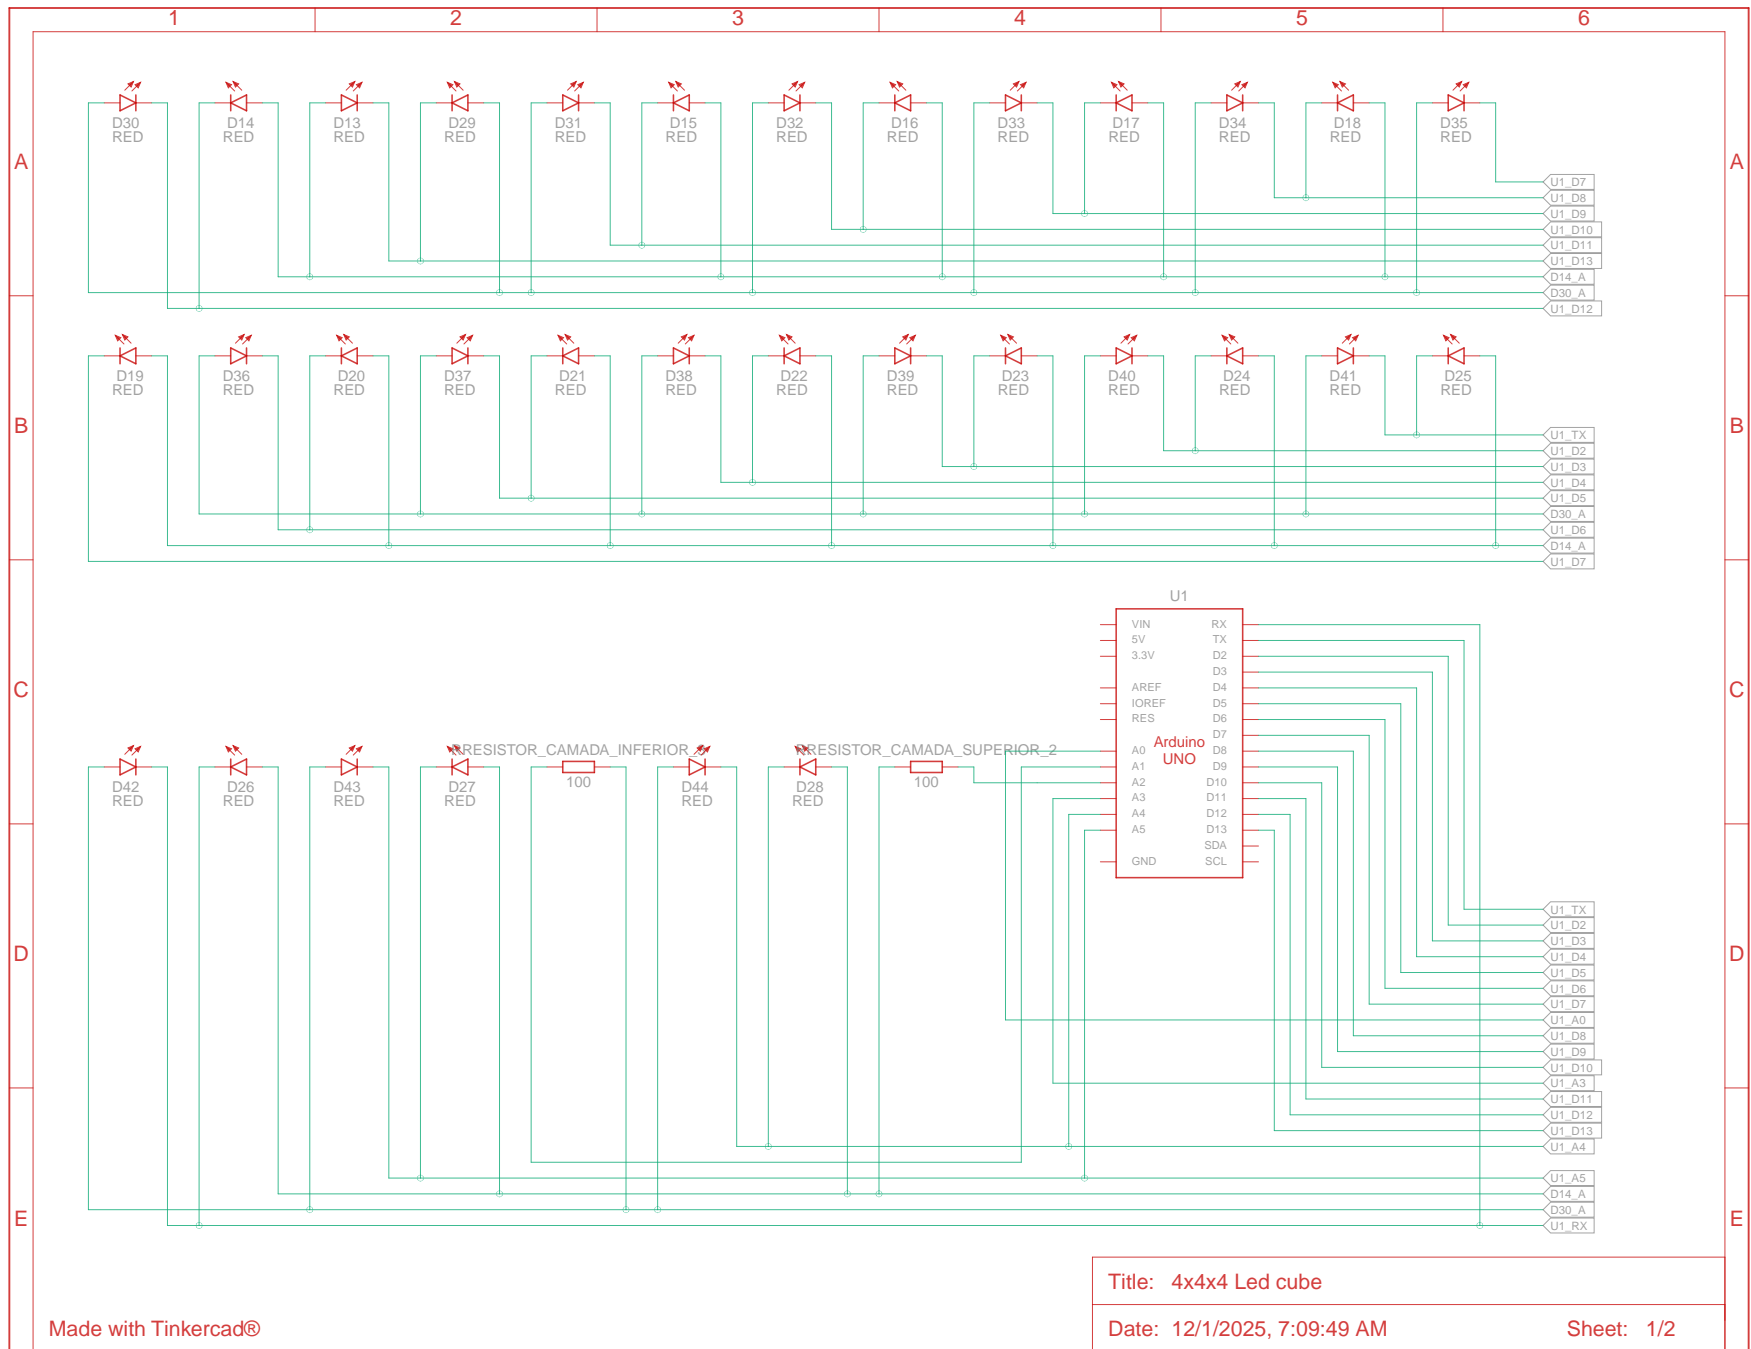 1 2 3 4 5 6
D30 D14 D13 D29 D31 D15 D32 D16 D33 D17 D34 D18 D35
RED RED RED RED RED RED RED RED RED RED RED RED RED
A A
U1_D7
U1_D8
U1_D9
U1_D10
U1_D11
U1_D13
D14_A
D30_A
U1_D12
D19 D36 D20 D37 D21 D38 D22 D39 D23 D40 D24 D41 D25
RED RED RED RED RED RED RED RED RED RED RED RED RED
B B
U1_TX
U1_D2
U1_D3
U1_D4
U1_D5
D30_A
U1_D6
D14_A
U1_D7
U1
VIN RX
5V TX
3.3V D2
D3
AREF D4
IOREF D5
RES D6
D7
A0 D8
A1 D9
A2 D10
A3 D11
A4 D12
A5 D13
SDA
GND SCL
Arduino
UNO
C C
RRESISTOR_CAMADA_INFERIOR_ RRESISTOR_CAMADA_SUPERIOR_2
D42 D26 D43 D27 100 D44 D28 100
RED RED RED RED RED RED
D D
U1_TX
U1_D2
U1_D3
U1_D4
U1_D5
U1_D6
U1_D7
U1_A0
U1_D8
U1_D9
U1_D10
U1_A3
U1_D11
U1_D12
U1_D13
U1_A4
U1_A5
D14_A
D30_A
U1_RX
E E
Title: 4x4x4 Led cube
Made with Tinkercad® Date: 12/1/2025, 7:09:49 AM Sheet: 1/2